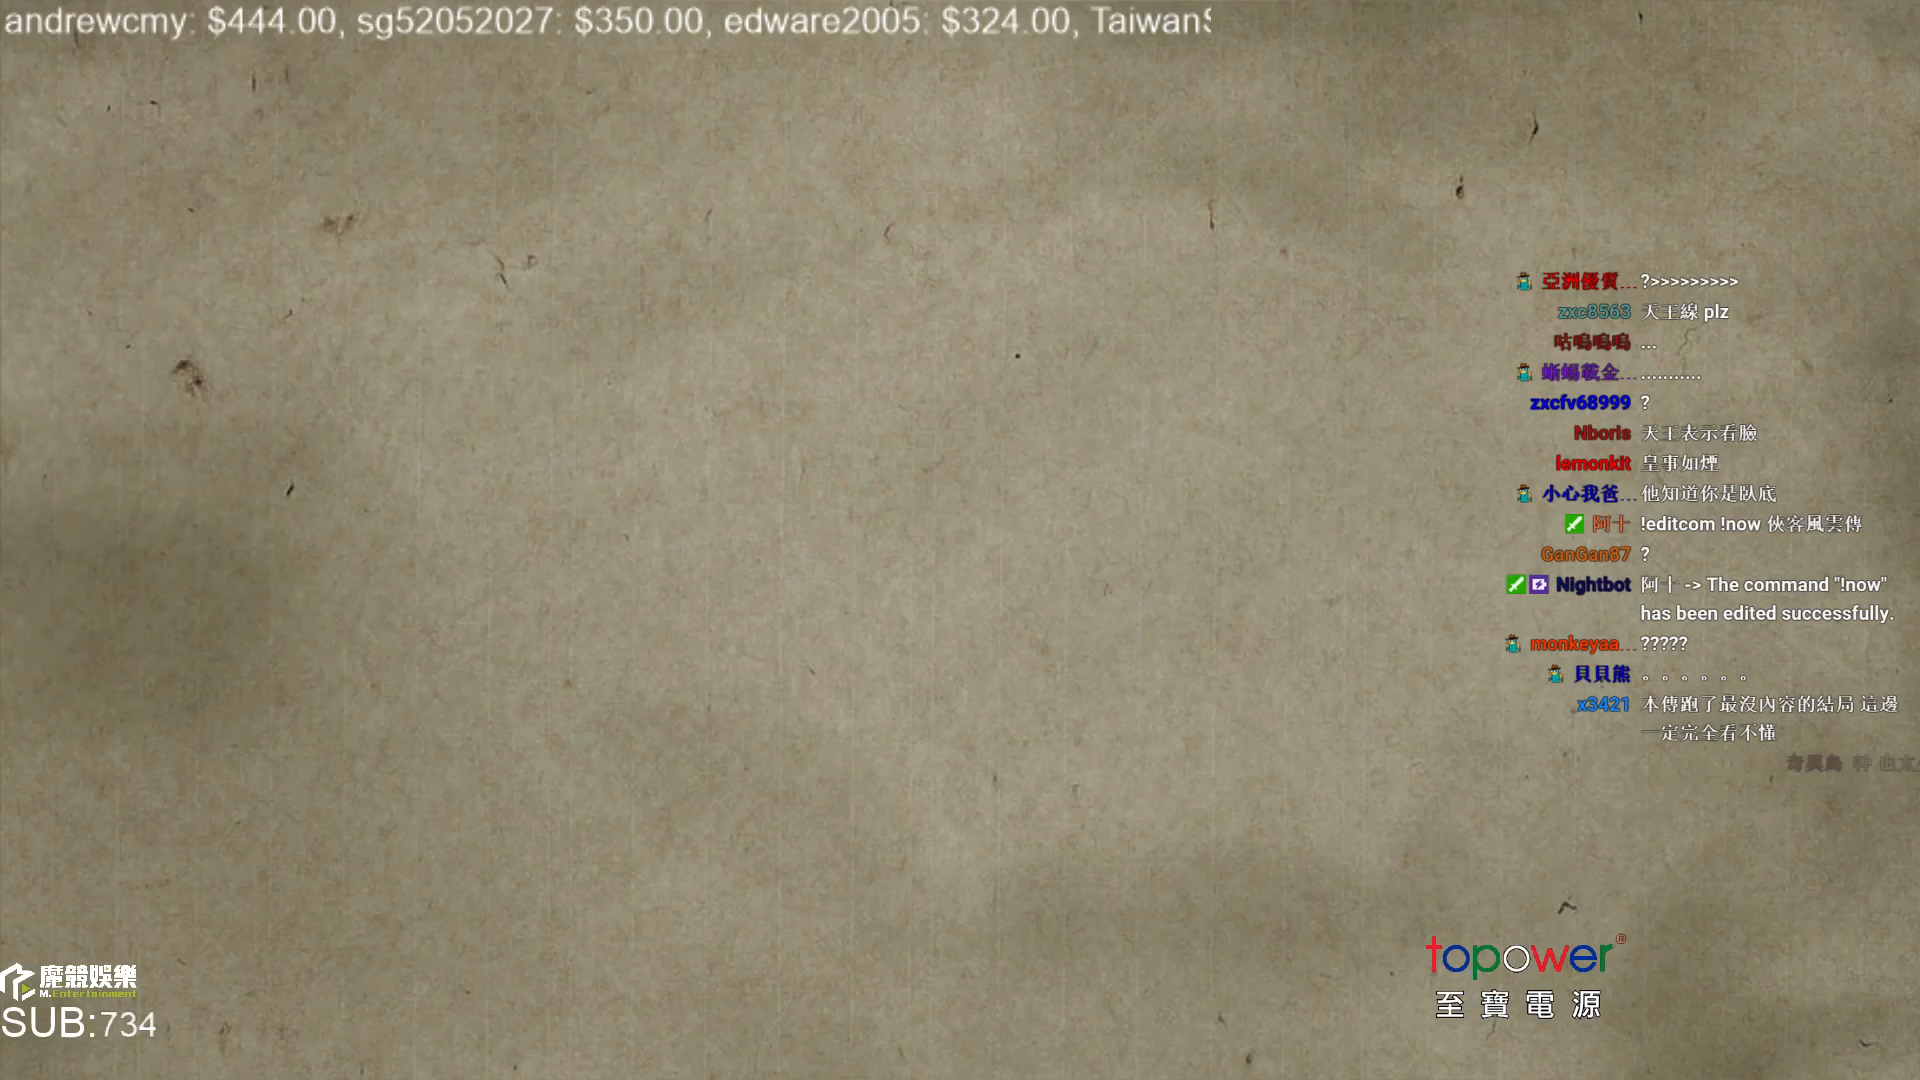 andrewcmy: $444.00, sg52052027: $350.00, edware2005: $324.00, Taiwan
亞洲優質... ?>>>>>>>>>
zxc8563 天王線 plz
咕嗚嗚嗚 ...
蜥蜴載金... ...........
zxcfv68999 ?
Nboris 天王表示看臉
lemonkit 皇事如煙
小心我爸... 他知道你是臥底
阿十 !editcom !now 俠客風雲傳
GanGan87 ?
Nightbot 阿十 -> The command "!now"
has been edited successfully.
monkeyaa... ?????
貝貝熊 。。。。。。
x3421 本傳跑了最沒內容的結局 這邊
一定完全看不懂
topower®
至寶電源
魔競娛樂
M.Entertainment
SUB:734